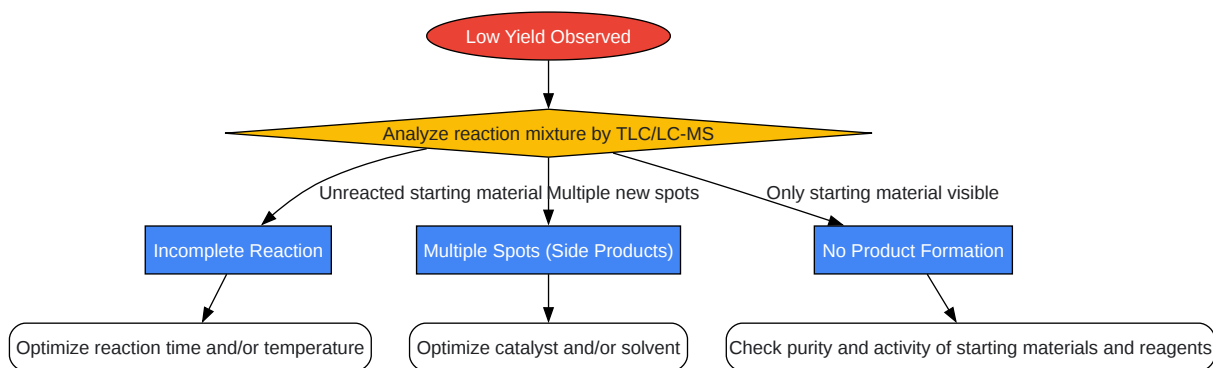 Low Yield Observed
Analyze reaction mixture by TLC/LC-MS
Unreacted starting material
Multiple new spots
Only starting material visible
Incomplete Reaction
Multiple Spots (Side Products)
No Product Formation
Optimize reaction time and/or temperature
Optimize catalyst and/or solvent
Check purity and activity of starting materials and reagents